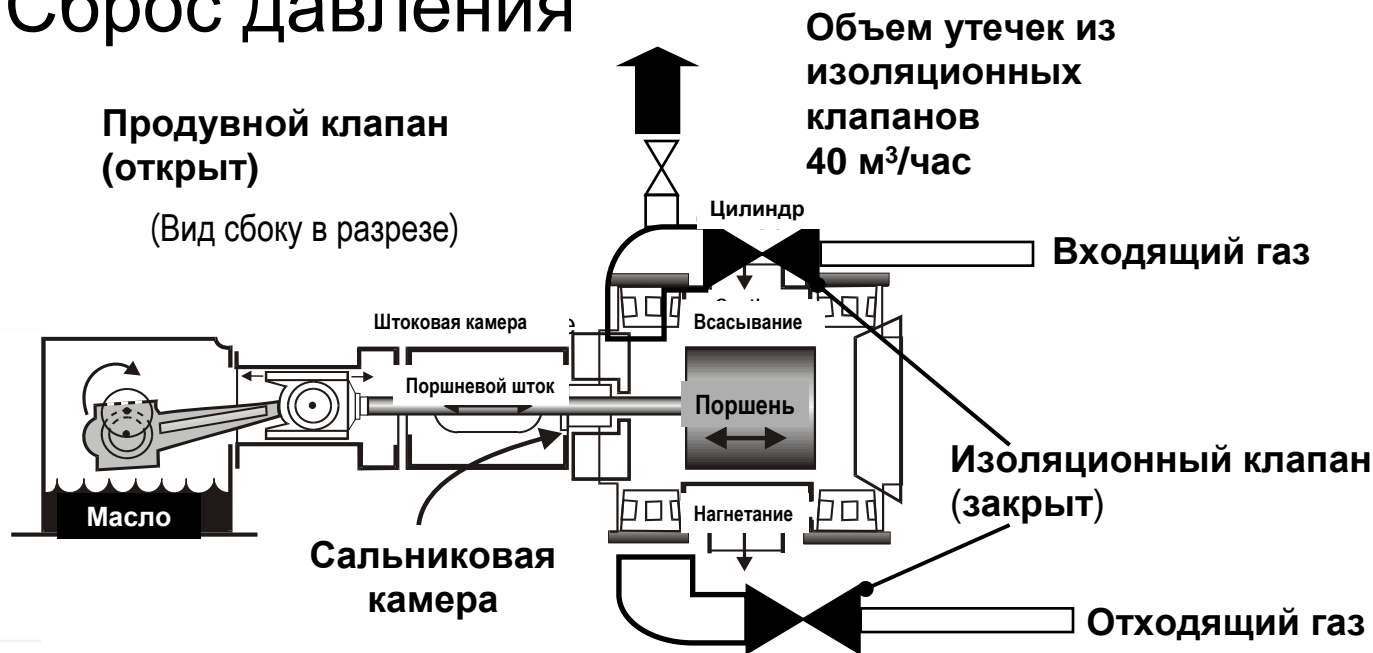 Сброс давления
Объем утечек из
изоляционных
клапанов
40 м³/час
Продувной клапан
(открыт)
(Вид сбоку в разрезе)
Цилиндр
Входящий газ
Штоковая камера
Всасывание
Поршневой шток
Поршень
Изоляционный клапан
(закрыт)
Масло
Нагнетание
Сальниковая
камера
Отходящий газ